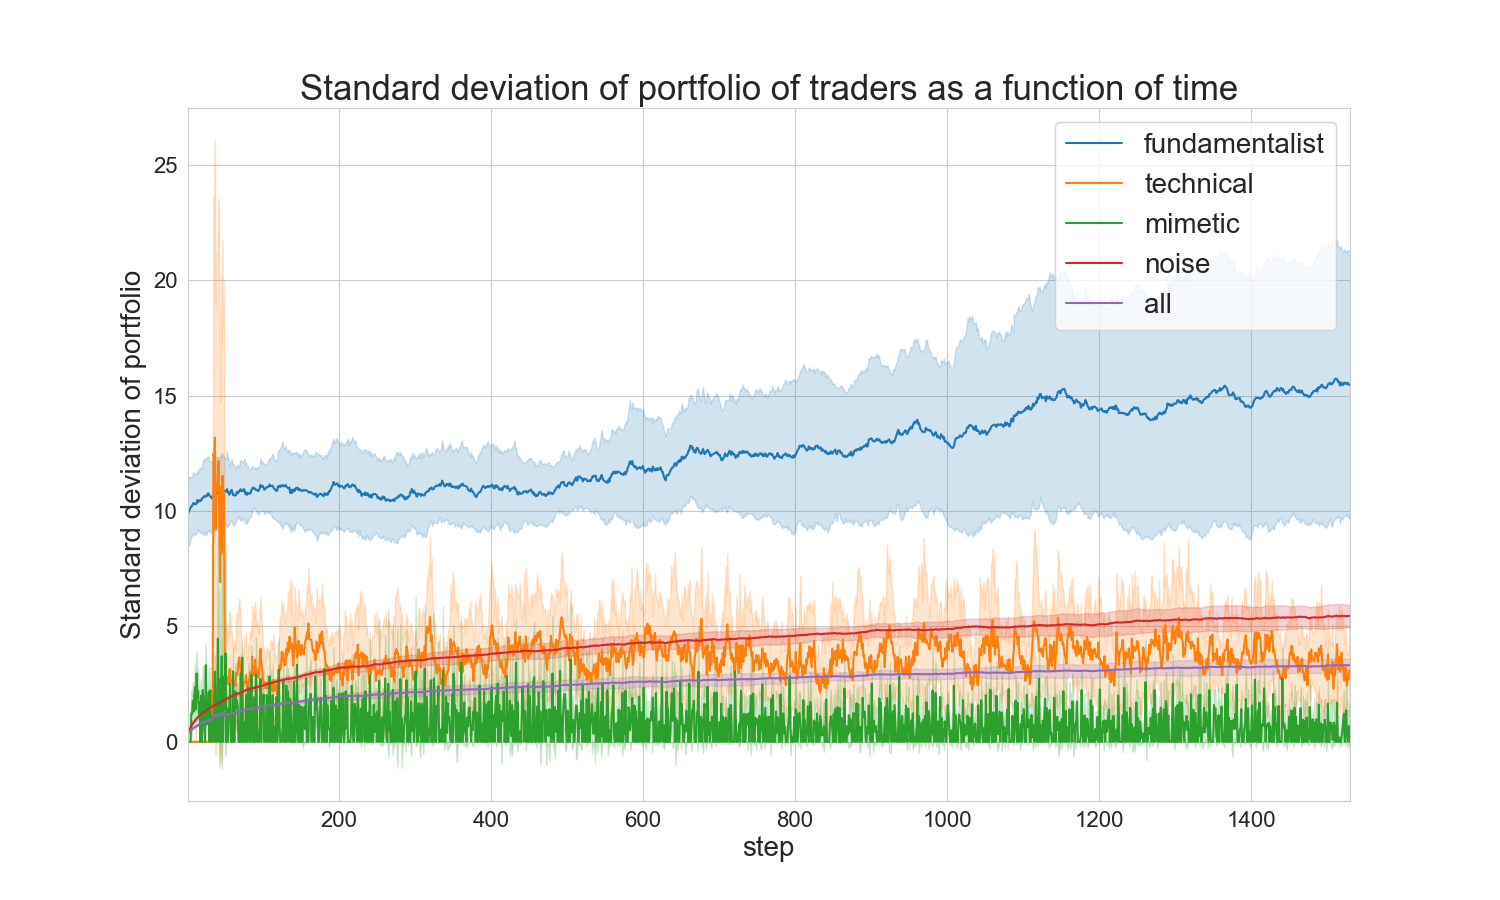 Standard deviation of portfolio of traders as a function of time
fundamentalist
technical
mimetic
noise
all
Standard deviation of portfolio
25
20
15
10
5
0
200 400 600 800 1000 1200 1400
step